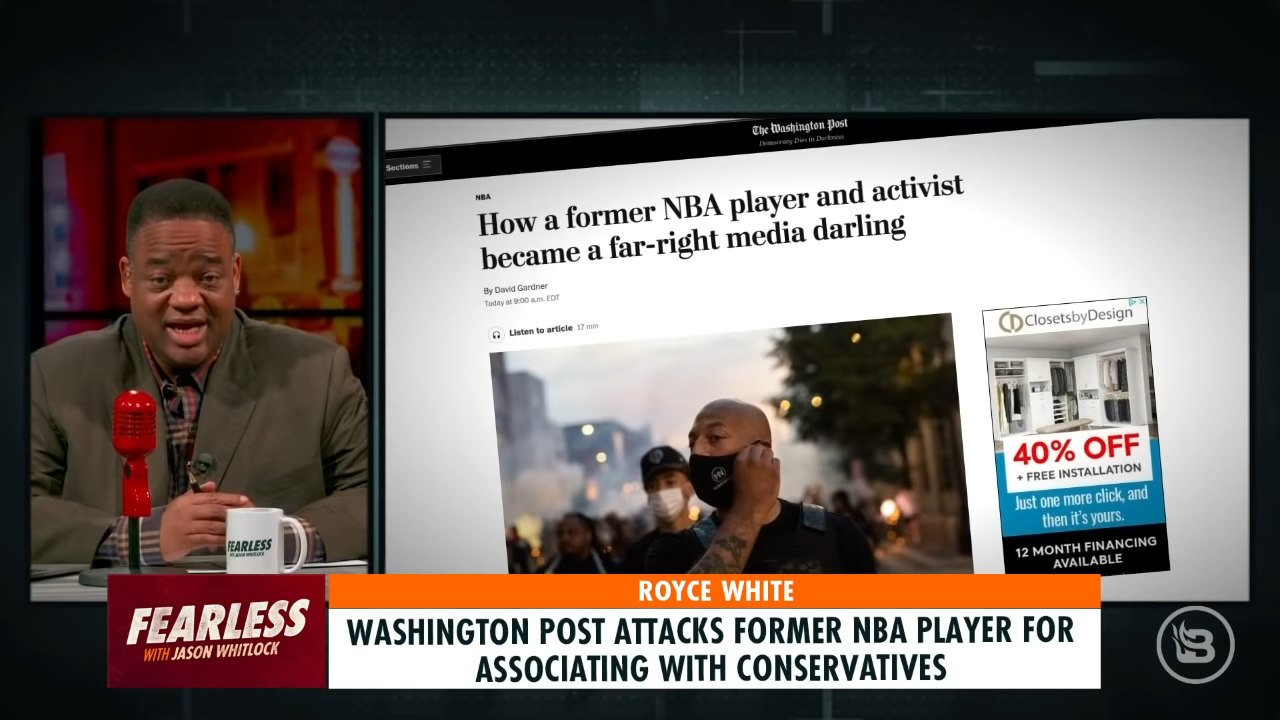 The Washington Post
Democracy Dies in Darkness
Sections
NBA
How a former NBA player and activist
became a far-right media darling
By David Gardner
Today at 9:00 a.m. EDT
Listen to article 17 min
ClosetsbyDesign
40% OFF
+ FREE INSTALLATION
Just one more click, and
then it's yours.
12 MONTH FINANCING
AVAILABLE
FEARLESS
WITH JASON WHITLOCK
FEARLESS
WITH JASON WHITLOCK
ROYCE WHITE
WASHINGTON POST ATTACKS FORMER NBA PLAYER FOR
ASSOCIATING WITH CONSERVATIVES
B